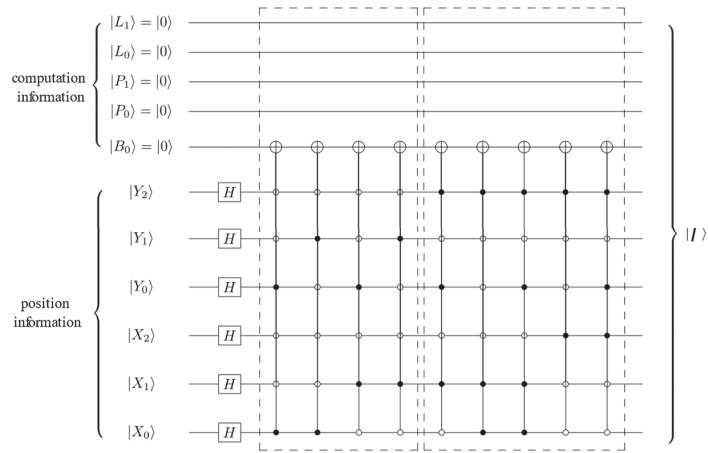 |L₁⟩ = |0⟩
|L₀⟩ = |0⟩
computation
information
|P₁⟩ = |0⟩
|P₀⟩ = |0⟩
|B₀⟩ = |0⟩
|Y₂⟩ H
|Y₁⟩ H
|Y₀⟩ H
position
information
|X₂⟩ H
|X₁⟩ H
|X₀⟩ H
|I⟩